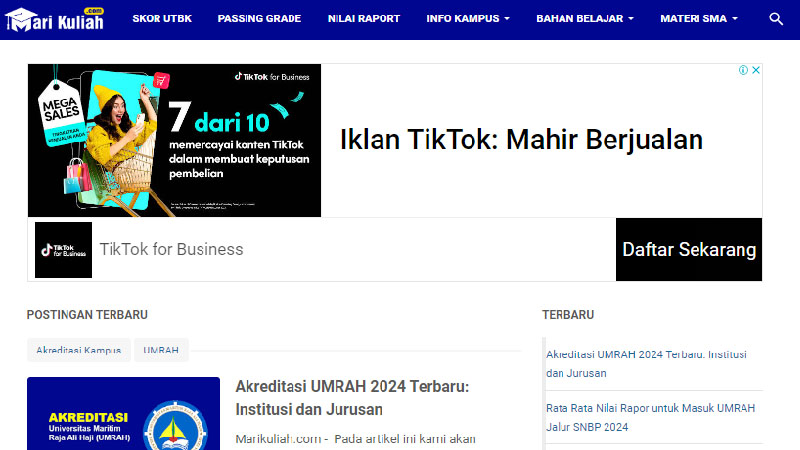 Mari Kuliah
.com
SKOR UTBK
PASSING GRADE
NILAI RAPORT
INFO KAMPUS
BAHAN BELAJAR
MATERI SMA
TikTok for Business
MEGA
SALES
7 dari 10
memercayai konten TikTok
dalam membuat keputusan
pembelian
Iklan TikTok: Mahir Berjualan
TikTok
for Business
TikTok for Business
Daftar Sekarang
POSTINGAN TERBARU
TERBARU
Akreditasi Kampus
UMRAH
AKREDITASI
Universitas Maritim
Raja Ali Haji (UMRAH)
Akreditasi UMRAH 2024 Terbaru:
Institusi dan Jurusan
Marikuliah.com - Pada artikel ini kami akan
Akreditasi UMRAH 2024 Terbaru: Institusi
dan Jurusan
Rata Rata Nilai Rapor untuk Masuk UMRAH
Jalur SNBP 2024